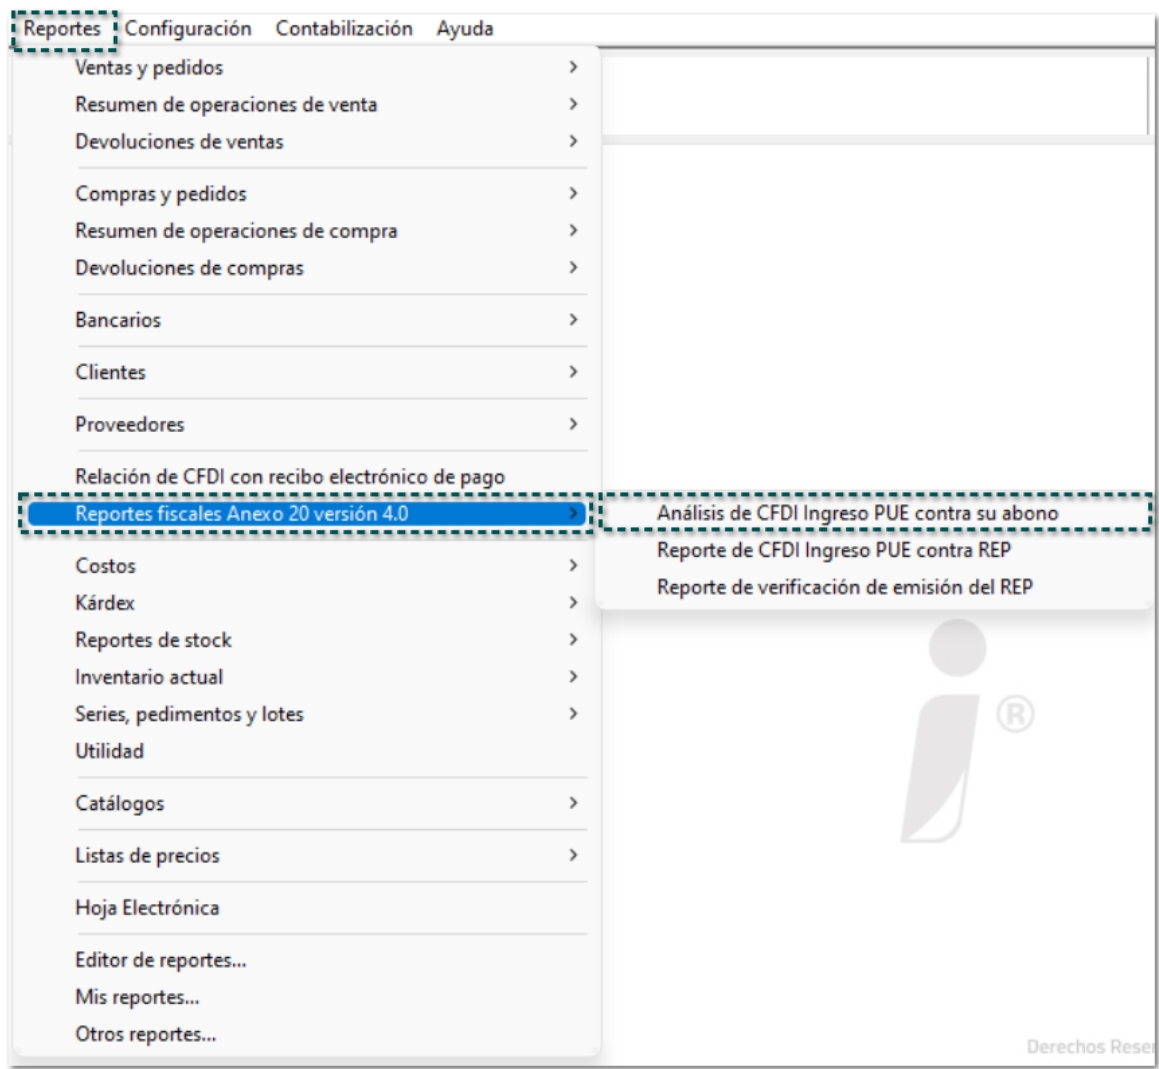 Reportes Configuración Contabilización Ayuda
Ventas y pedidos
Resumen de operaciones de venta
Devoluciones de ventas
Compras y pedidos
Resumen de operaciones de compra
Devoluciones de compras
Bancarios
Clientes
Proveedores
Relación de CFDI con recibo electrónico de pago
Reportes fiscales Anexo 20 versión 4.0
Análisis de CFDI Ingreso PUE contra su abono
Reporte de CFDI Ingreso PUE contra REP
Reporte de verificación de emisión del REP
Costos
Kárdex
Reportes de stock
Inventario actual
Series, pedimentos y lotes
Utilidad
Catálogos
Listas de precios
Hoja Electrónica
Editor de reportes...
Mis reportes...
Otros reportes...
i®
Derechos Reser